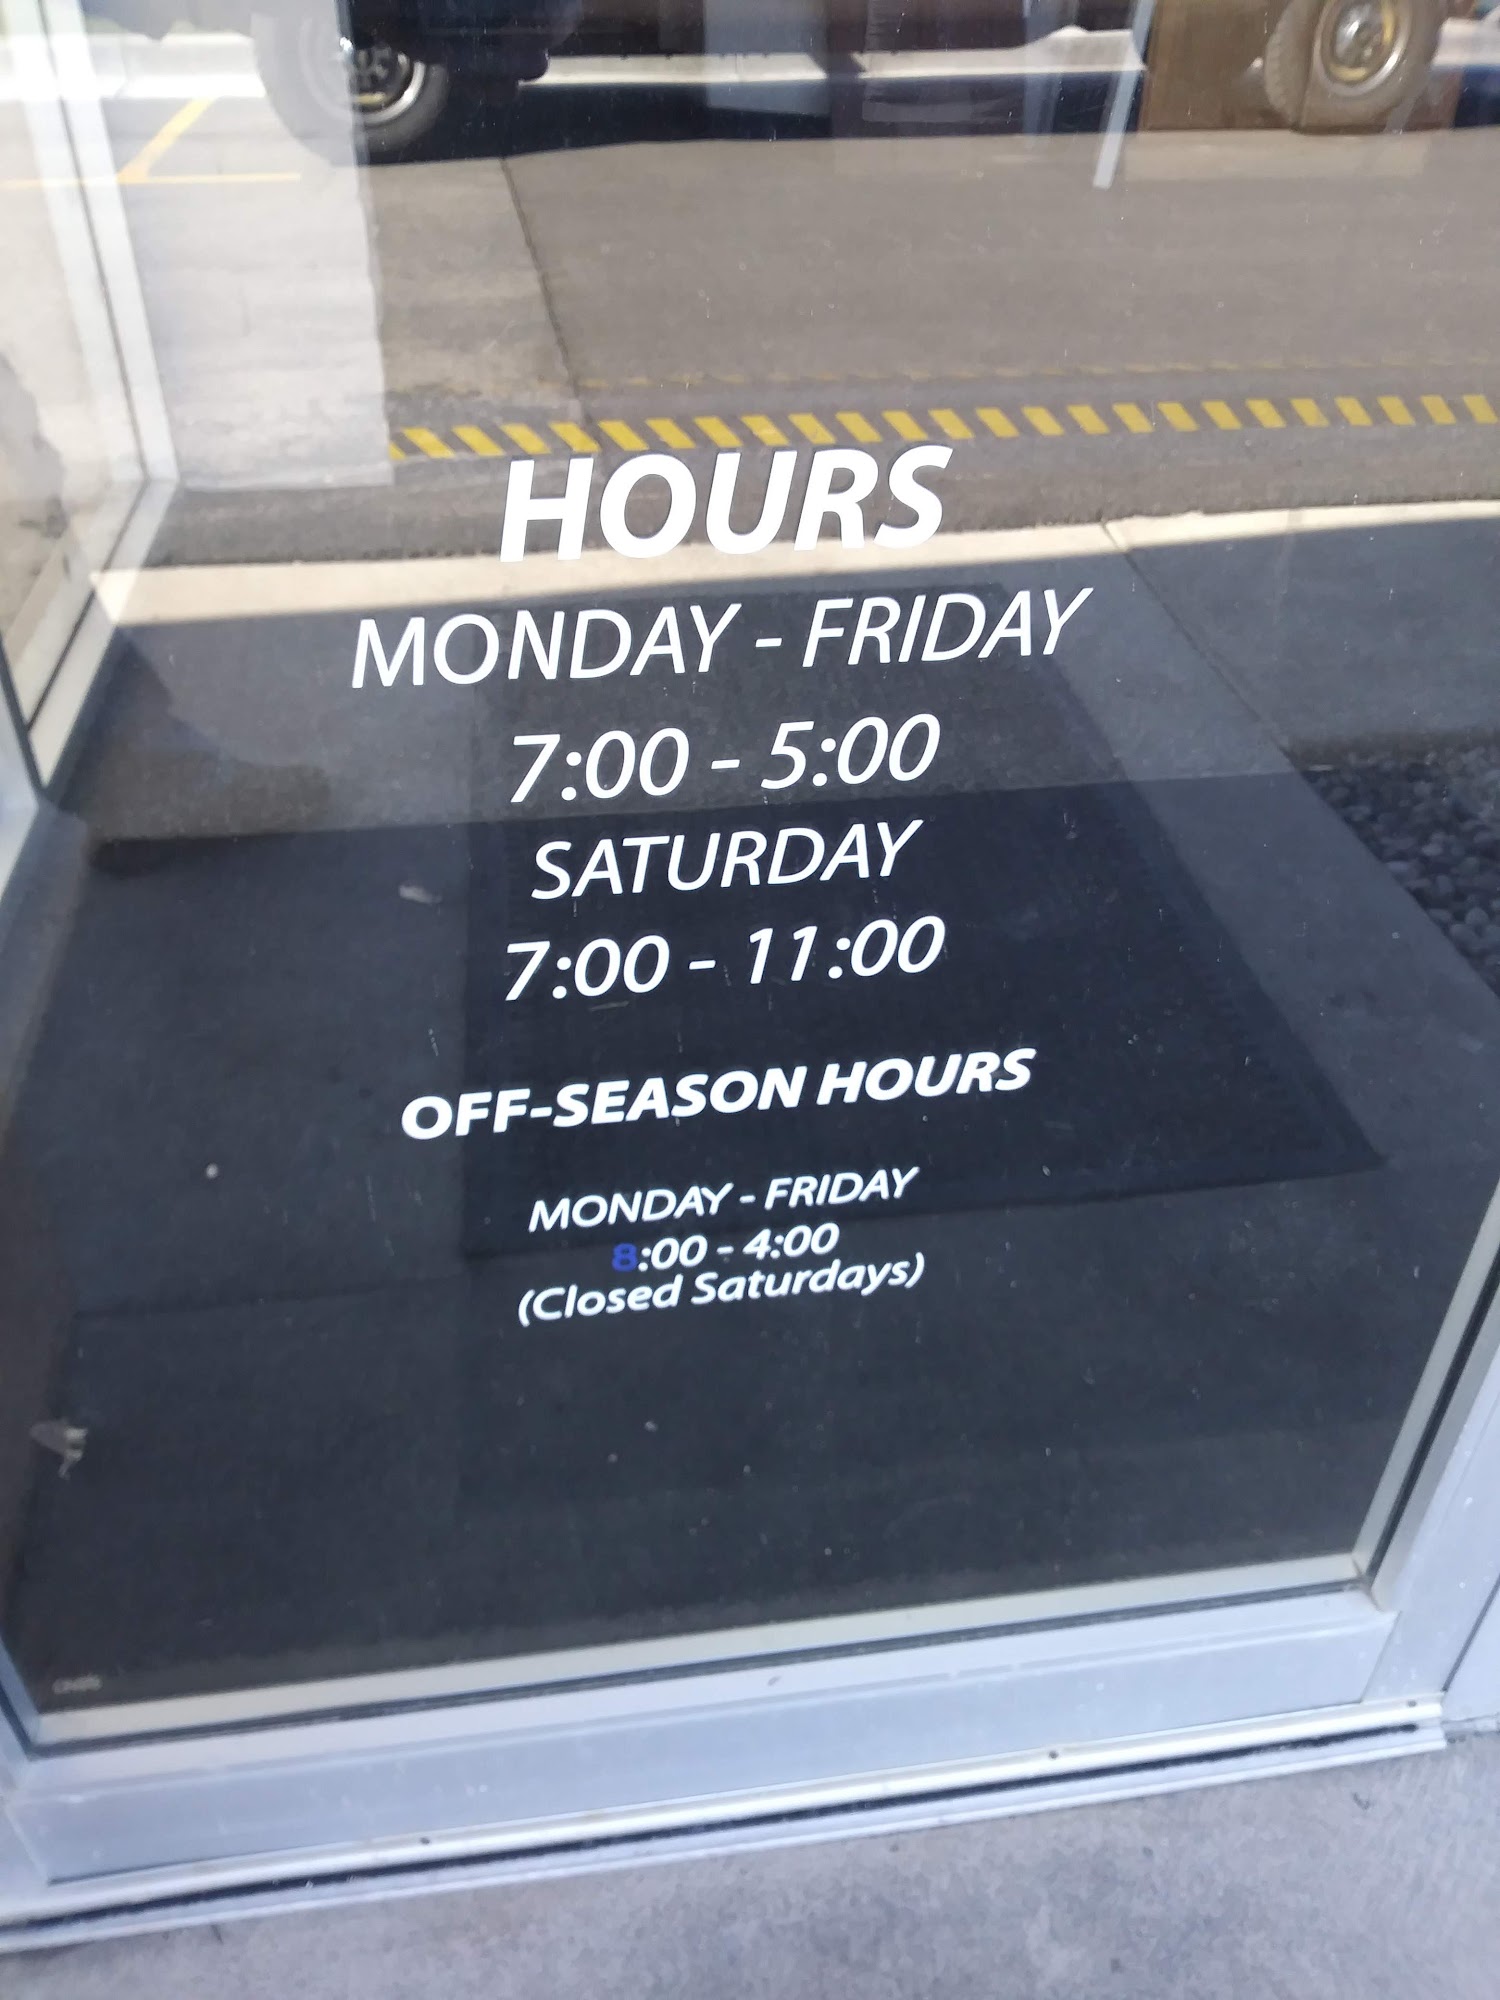 HOURS
MONDAY - FRIDAY
7:00 - 5:00
SATURDAY
7:00 - 11:00
OFF-SEASON HOURS
MONDAY - FRIDAY
8:00 - 4:00
(Closed Saturdays)